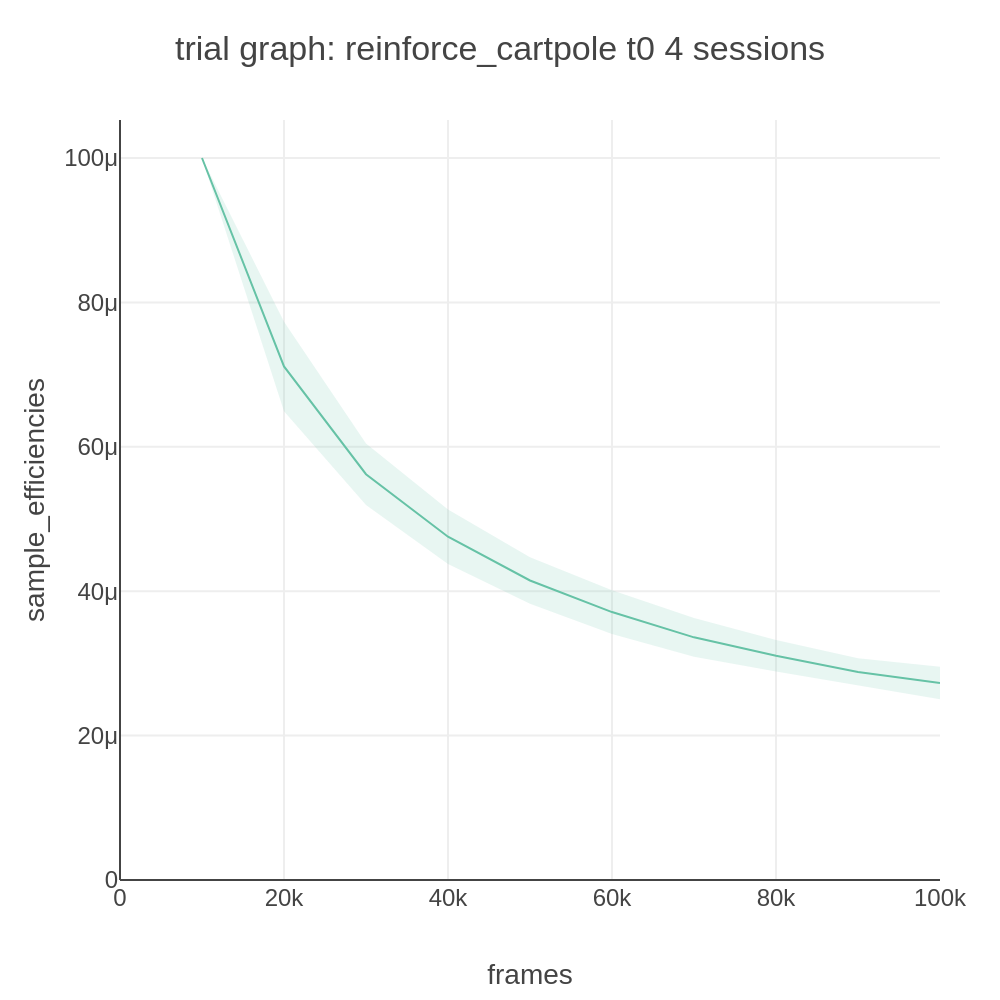 trial graph: reinforce_cartpole t0 4 sessions
100μ
80μ
60μ
40μ
20μ
0
sample_efficiencies
0 20k 40k 60k 80k 100k
frames